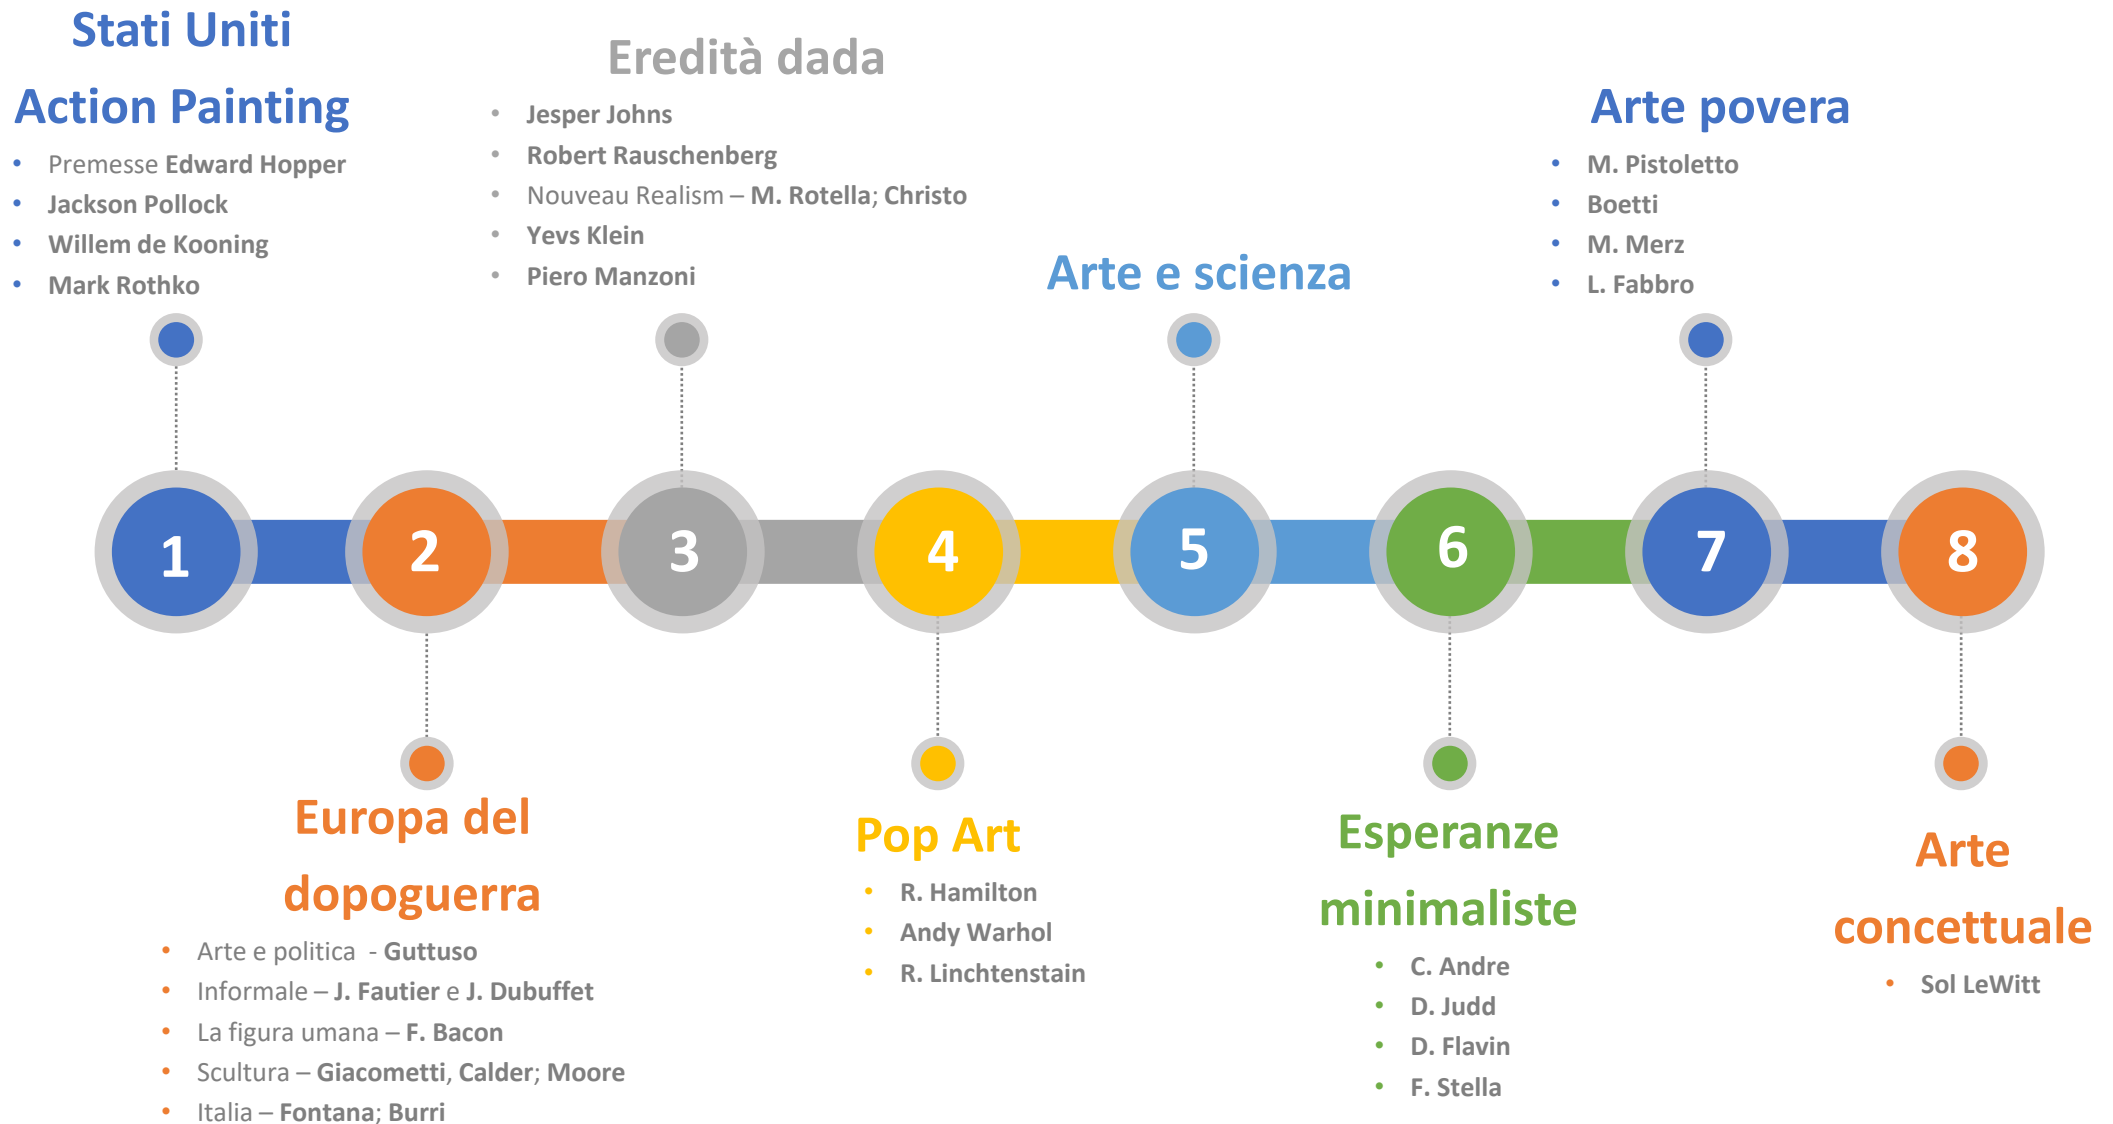 Stati Uniti
Action Painting
• Premesse Edward Hopper
• Jackson Pollock
• Willem de Kooning
• Mark Rothko
Eredità dada
• Jesper Johns
• Robert Rauschenberg
• Nouveau Realism – M. Rotella; Christo
• Yevs Klein
• Piero Manzoni
Arte e scienza
Arte povera
• M. Pistoletto
• Boetti
• M. Merz
• L. Fabbro
1
2
3
4
5
6
7
8
Europa del
dopoguerra
• Arte e politica - Guttuso
• Informale – J. Fautier e J. Dubuffet
• La figura umana – F. Bacon
• Scultura – Giacometti, Calder; Moore
• Italia – Fontana; Burri
Pop Art
• R. Hamilton
• Andy Warhol
• R. Linchtenstain
Esperanze
minimaliste
• C. Andre
• D. Judd
• D. Flavin
• F. Stella
Arte
concettuale
• Sol LeWitt